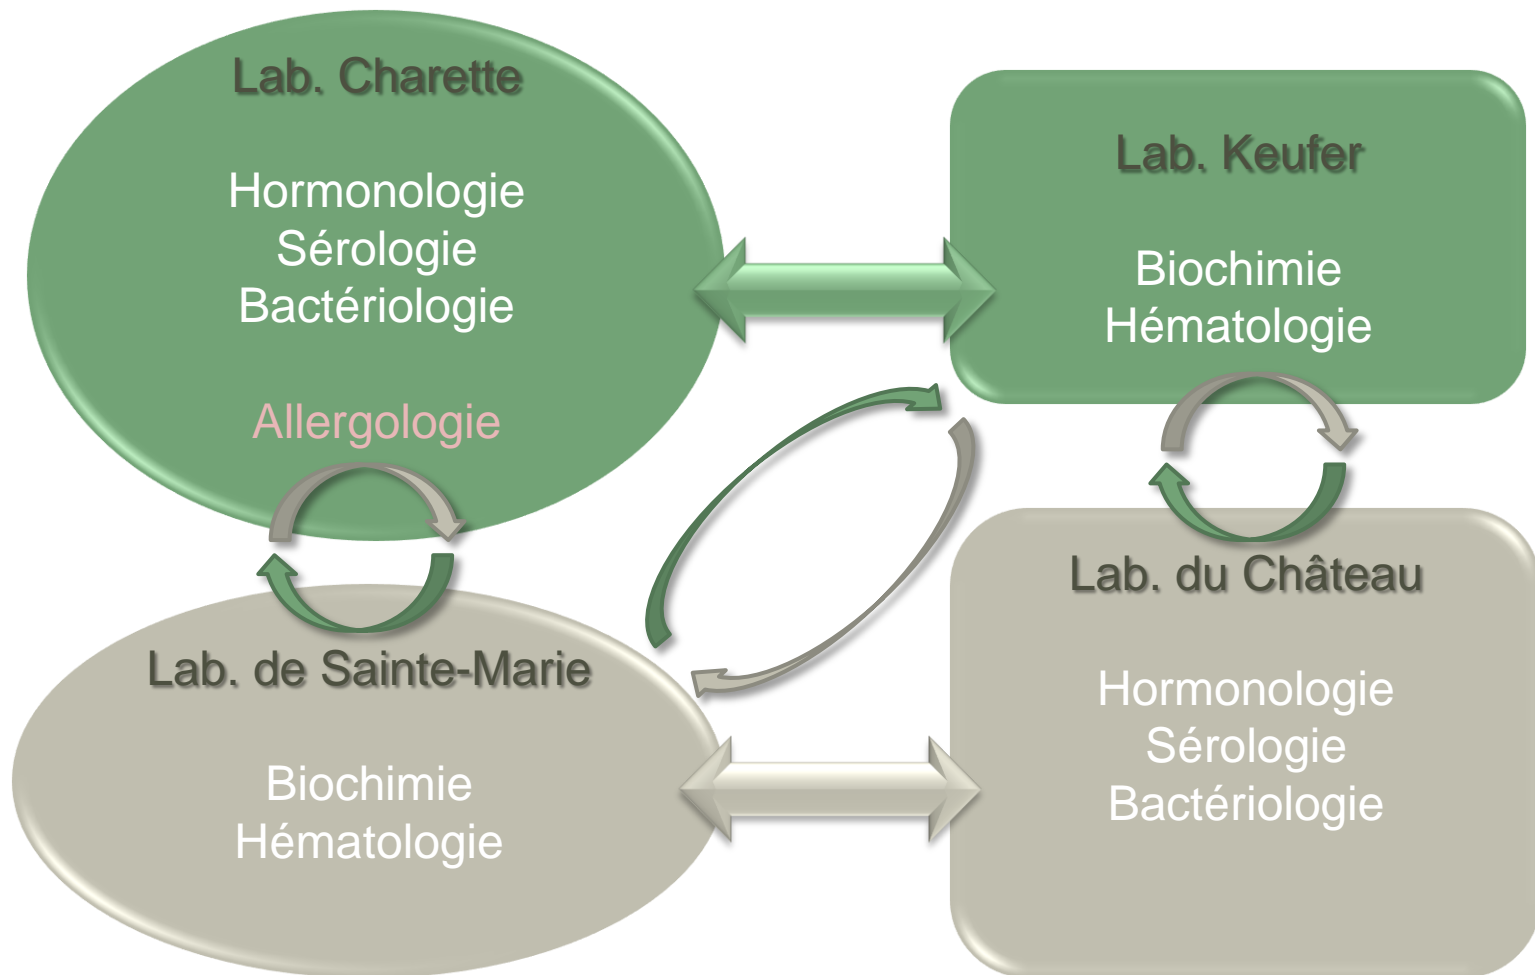 Lab. Charette
Hormonologie
Sérologie
Bactériologie
Allergologie
Lab. Keufer
Biochimie
Hématologie
Lab. de Sainte-Marie
Biochimie
Hématologie
Lab. du Château
Hormonologie
Sérologie
Bactériologie